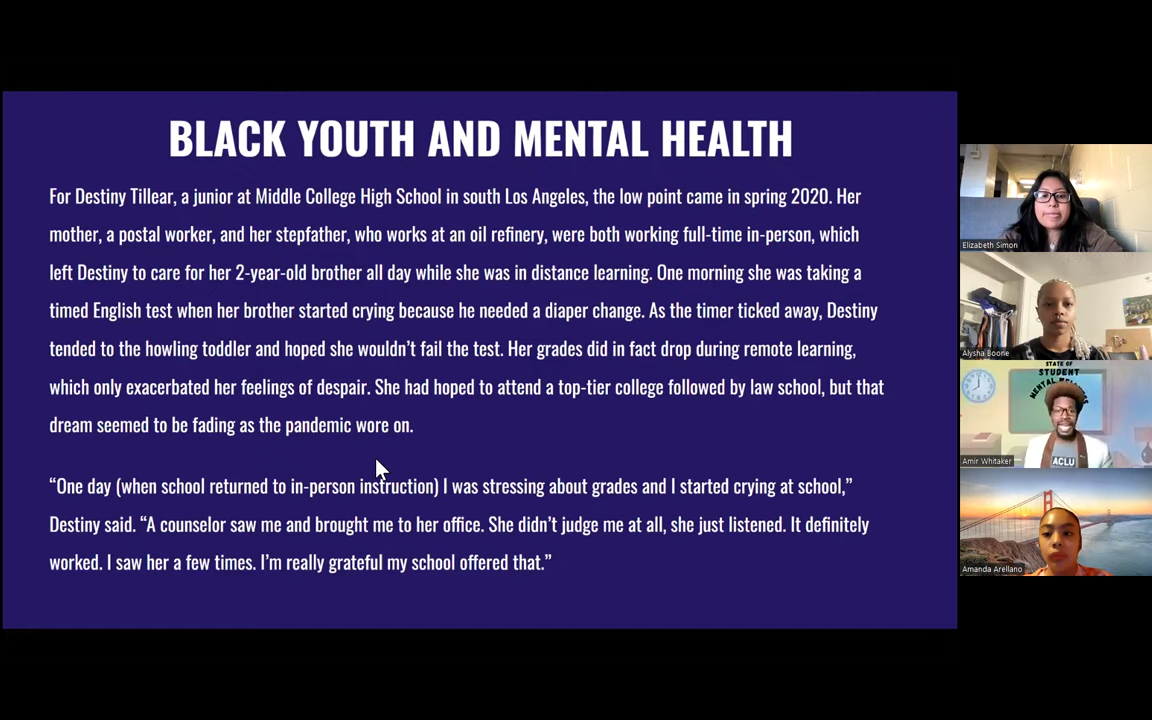 BLACK YOUTH AND MENTAL HEALTH
For Destiny Tillear, a junior at Middle College High School in south Los Angeles, the low point came in spring 2020. Her
mother, a postal worker, and her stepfather, who works at an oil refinery, were both working full-time in-person, which
left Destiny to care for her 2-year-old brother all day while she was in distance learning. One morning she was taking a
timed English test when her brother started crying because he needed a diaper change. As the timer ticked away, Destiny
tended to the howling toddler and hoped she wouldn’t fail the test. Her grades did in fact drop during remote learning,
which only exacerbated her feelings of despair. She had hoped to attend a top-tier college followed by law school, but that
dream seemed to be fading as the pandemic wore on.
“One day (when school returned to in-person instruction) I was stressing about grades and I started crying at school,”
Destiny said. “A counselor saw me and brought me to her office. She didn’t judge me at all, she just listened. It definitely
worked. I saw her a few times. I’m really grateful my school offered that.”
Elizabeth Simon
Alysha Boone
STATE OF
STUDENT
MENTAL
ACLU
Amir Whitaker
Amanda Arellano